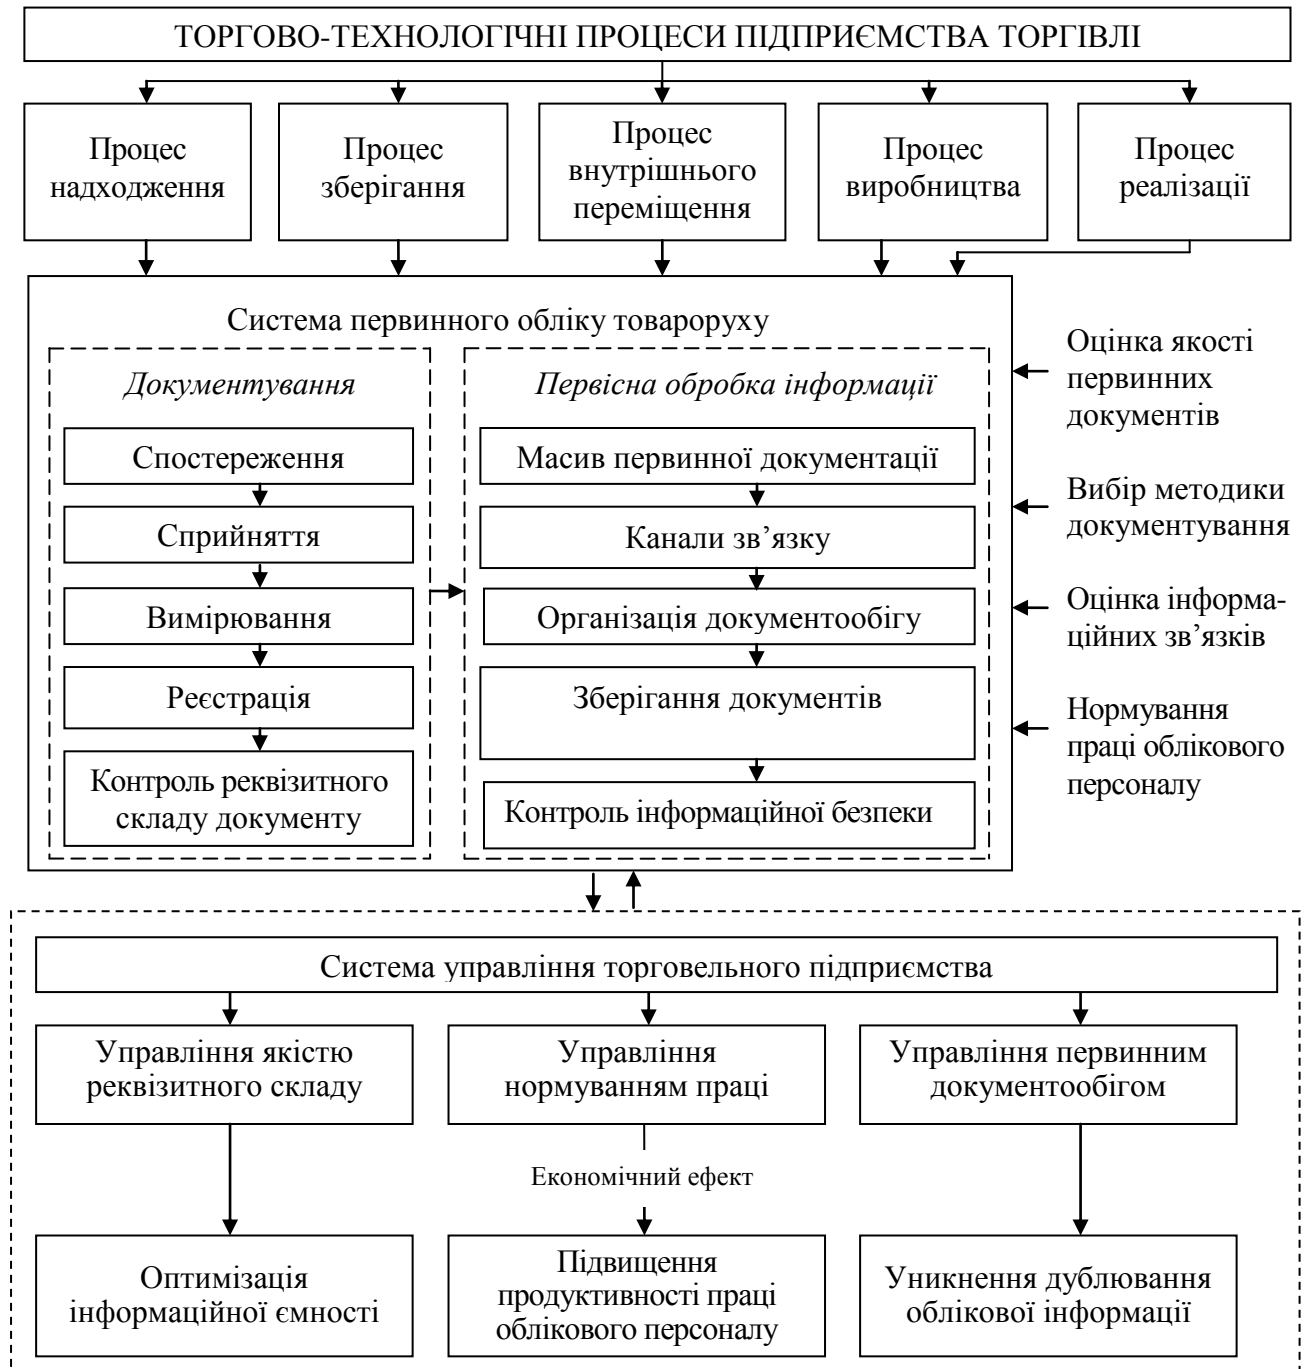 ТОРГОВО-ТЕХНОЛОГІЧНІ ПРОЦЕСИ ПІДПРИЄМСТВА ТОРГІВЛІ
Процес
надходження
Процес
зберігання
Процес
внутрішнього
переміщення
Процес
виробництва
Процес
реалізації
Система первинного обліку товароруху
Документування
Спостереження
Сприйняття
Вимірювання
Реєстрація
Контроль реквізитного
складу документу
Первісна обробка інформації
Масив первинної документації
Канали зв’язку
Організація документообігу
Зберігання документів
Контроль інформаційної безпеки
Оцінка якості
первинних
документів
Вибір методики
документування
Оцінка інформа-
ційних зв’язків
Нормування
праці облікового
персоналу
Система управління торговельного підприємства
Управління якістю
реквізитного складу
Управління
нормуванням праці
Управління первинним
документообігом
Економічний ефект
Оптимізація
інформаційної ємності
Підвищення
продуктивності праці
облікового персоналу
Уникнення дублювання
облікової інформації